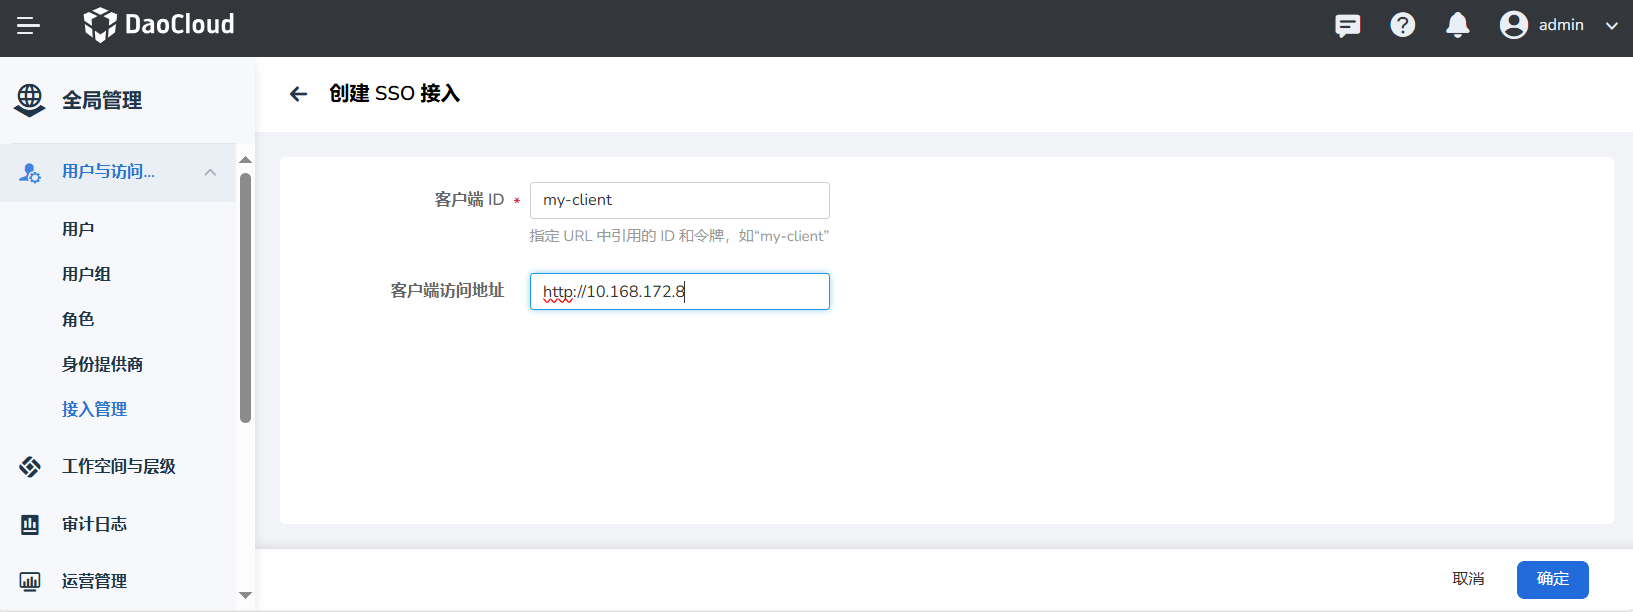 DaoCloud
admin
全局管理
创建 SSO 接入
用户与访问...
用户
用户组
角色
身份提供商
接入管理
工作空间与层级
审计日志
运营管理
客户端 ID *
my-client
指定 URL 中引用的 ID 和令牌，如“my-client”
客户端访问地址
http://10.168.172.8
取消
确定